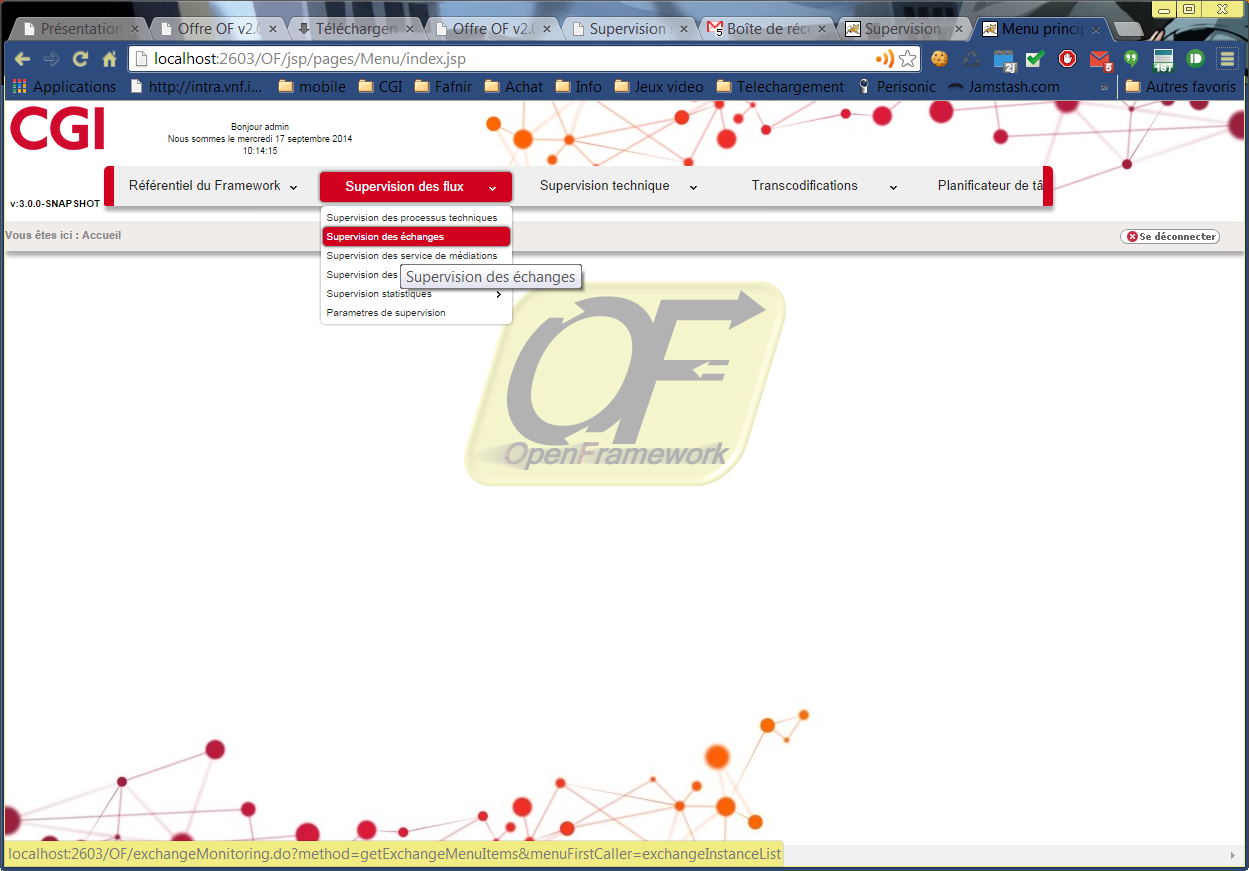 Présentation
Offre OF v2.0
Téléchargem
Offre OF v2.0
Supervision
Boîte de réc
Supervision
Menu princip
localhost:2603/OF/jsp/pages/Menu/index.jsp
2j
5
187
Applications
http://intra.vnf.i...
mobile
CGI
Fafnir
Achat
Info
Jeux video
Telechargement
Perisonic
Jamstash.com
»
Autres favoris
CGI
Bonjour admin
Nous sommes le mercredi 17 septembre 2014
10:14:15
v:3.0.0-SNAPSHOT
Référentiel du Framework
Supervision des flux
Supervision technique
Transcodifications
Planificateur de tâ
Vous êtes ici : Accueil
Se déconnecter
Supervision des processus techniques
Supervision des échanges
Supervision des service de médiations
Supervision des
Supervision des échanges
Supervision statistiques
Parametres de supervision
OF
OpenFramework
localhost:2603/OF/exchangeMonitoring.do?method=getExchangeMenuItems&menuFirstCaller=exchangeInstanceList